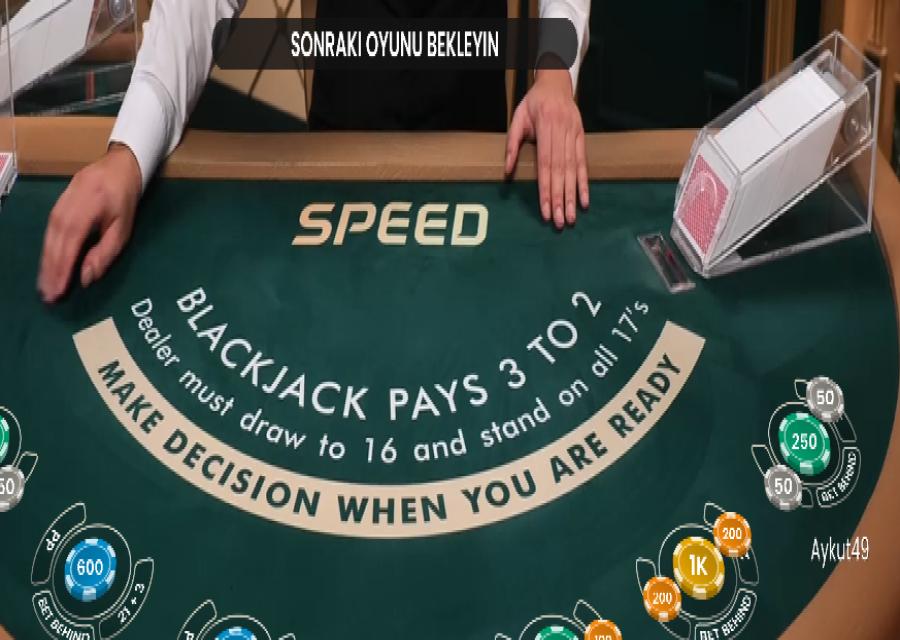 SONRAKI OYUNU BEKLEYIN
SPEED
BLACKJACK PAYS 3 TO 2
Dealer must draw to 16 and stand on all 17's
MAKE DECISION WHEN YOU ARE READY
50
250
50
BET BEHIND
Aykut49
50
PP
600
21 + 3
BET BEHIND
200
1K
200
BET BEHIND
100